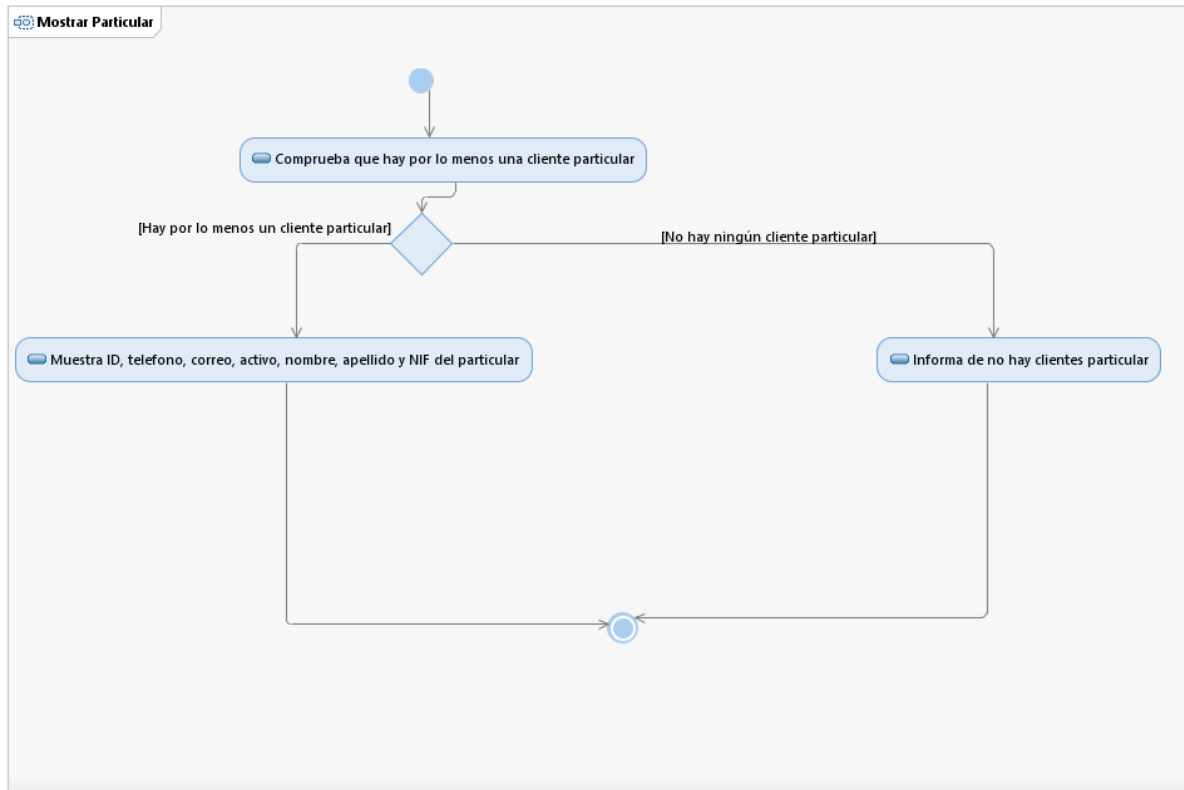 Mostrar Particular
Comprueba que hay por lo menos una cliente particular
[Hay por lo menos un cliente particular]
[No hay ningún cliente particular]
Muestra ID, telefono, correo, activo, nombre, apellido y NIF del particular
Informa de no hay clientes particular